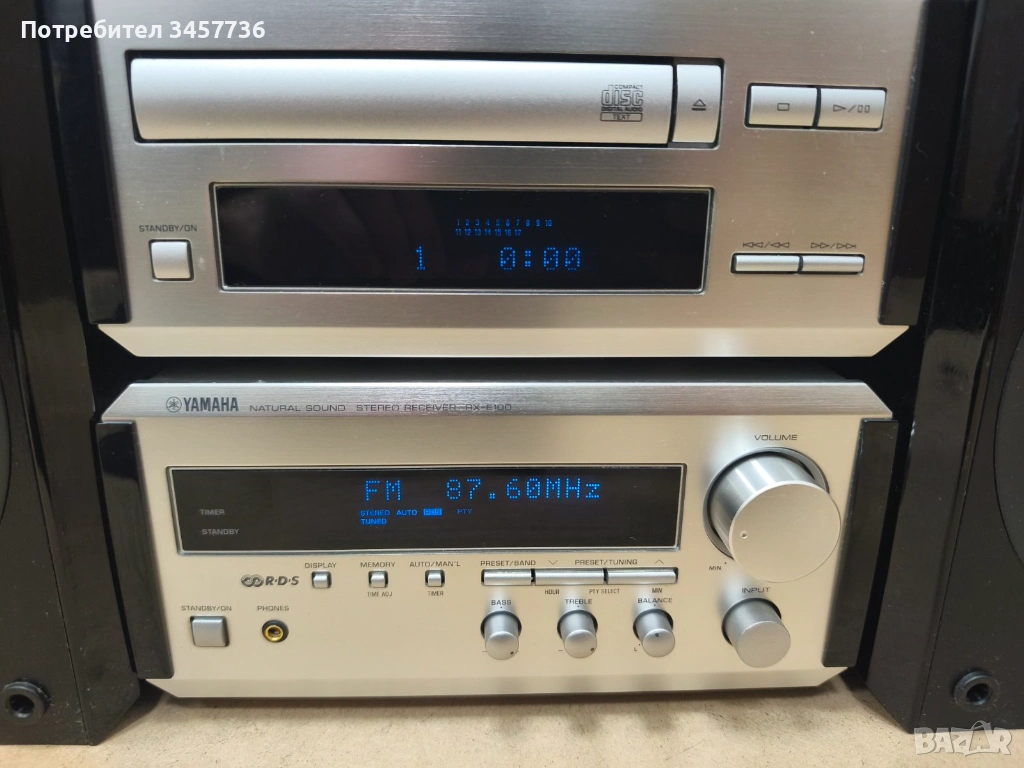 Потребител 3457736
COMPACT
disc
DIGITAL AUDIO
TEXT
STANDBY/ON
1 2 3 4 5 6 7 8 9 10
11 12 13 14 15 16 17
1 0:00
YAMAHA NATURAL SOUND STEREO RECEIVER RX-E100
VOLUME
FM 87.60MHz
STEREO AUTO PTY
TUNED
TIMER
STANDBY
MIN
R·D·S
DISPLAY
MEMORY
AUTO/MAN'L
PRESET/BAND
PRESET/TUNING
TIME ADJ
TIMER
HOUR
PTY SELECT
MIN
STANDBY/ON
PHONES
BASS
TREBLE
BALANCE
INPUT
L
BAZAR